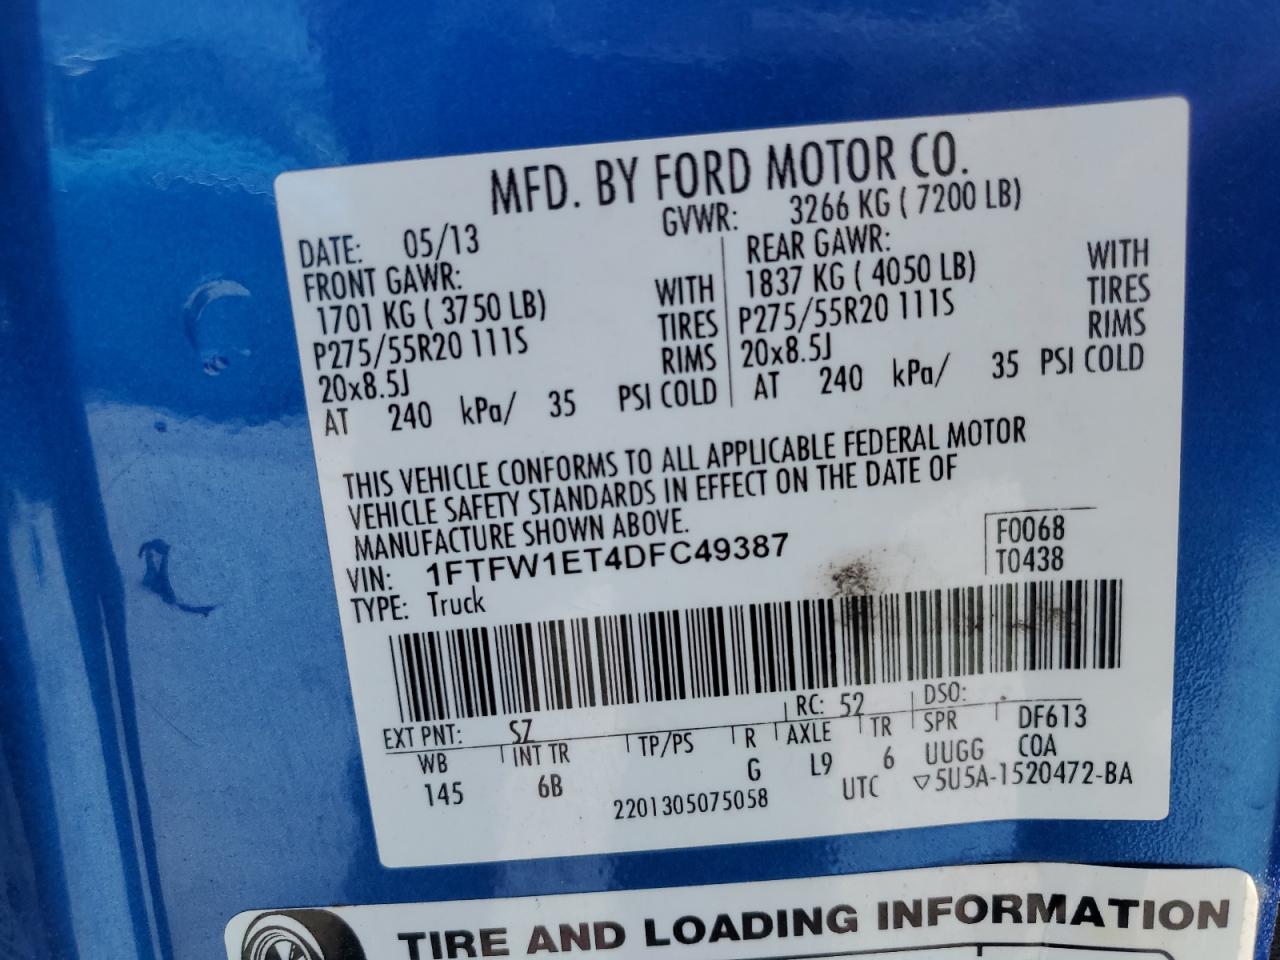 MFD. BY FORD MOTOR CO.
DATE: 05/13 GVWR: 3266 KG ( 7200 LB)
FRONT GAWR: REAR GAWR:
1701 KG ( 3750 LB) WITH 1837 KG ( 4050 LB) WITH
P275/55R20 111S TIRES P275/55R20 111S TIRES
20x8.5J RIMS 20x8.5J RIMS
AT 240 kPa/ 35 PSI COLD AT 240 kPa/ 35 PSI COLD
THIS VEHICLE CONFORMS TO ALL APPLICABLE FEDERAL MOTOR
VEHICLE SAFETY STANDARDS IN EFFECT ON THE DATE OF
MANUFACTURE SHOWN ABOVE.
VIN: 1FTFW1ET4DFC49387 F0068
TYPE: Truck T0438
EXT PNT: SZ RC: 52 DSO:
WB INT TR TP/PS R AXLE TR SPR DF613
145 6B G L9 6 UUGG COA
2201305075058 UTC ▽5U5A-1520472-BA
TIRE AND LOADING INFORMATION